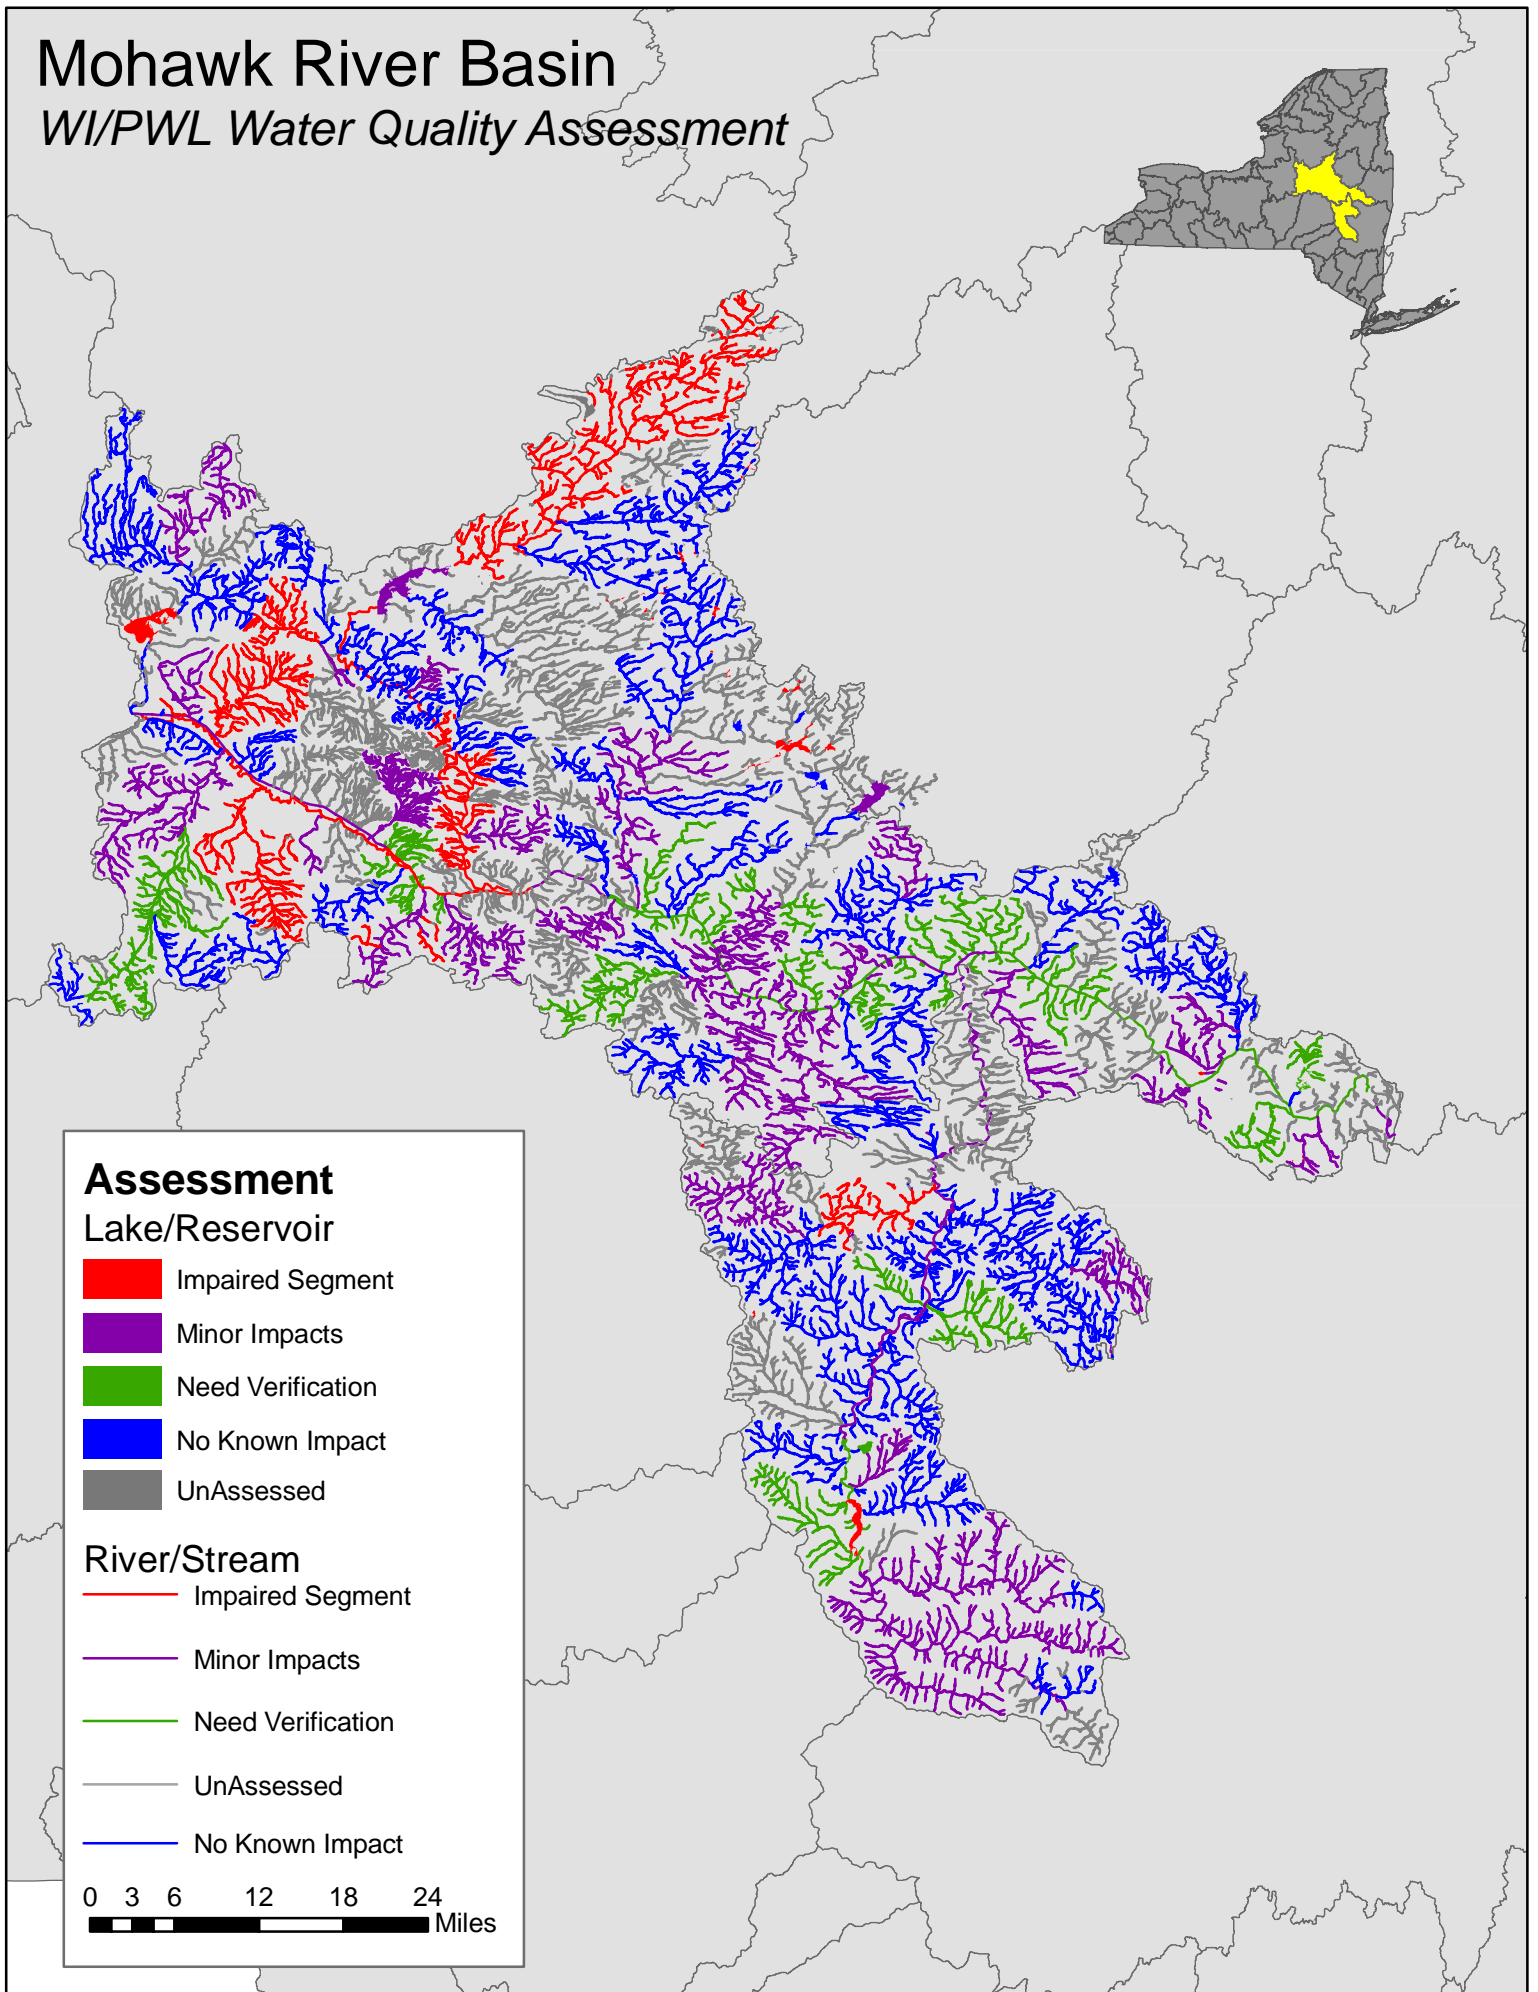 Mohawk River Basin
WI/PWL Water Quality Assessment
Assessment
Lake/Reservoir
Impaired Segment
Minor Impacts
Need Verification
No Known Impact
UnAssessed
River/Stream
Impaired Segment
Minor Impacts
Need Verification
UnAssessed
No Known Impact
0 3 6 12 18 24
Miles